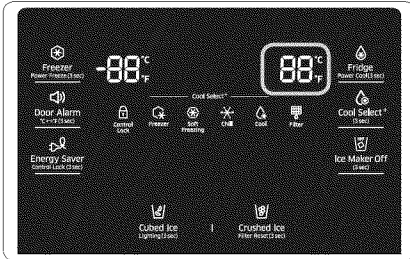 Freezer
Power Freeze (3 sec)
-88 °C °F
88 °C °F
Fridge
Power Cool (3 sec)
Door Alarm
°C↔°F (3 sec)
Cool Select+
Control Lock
Freezer
Soft Freezing
Chill
Cool
Filter
Cool Select+
(3 sec)
Energy Saver
Control Lock (3 sec)
OFF
Ice Maker Off
(3 sec)
Cubed Ice
Lighting (3 sec)
Crushed Ice
Filter Reset (3 sec)